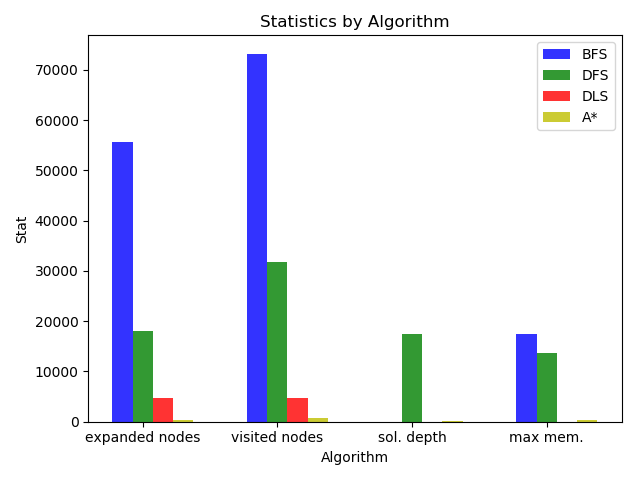 Statistics by Algorithm
BFS
DFS
DLS
A*
70000
60000
50000
40000
30000
20000
10000
0
Stat
expanded nodes visited nodes sol. depth max mem.
Algorithm